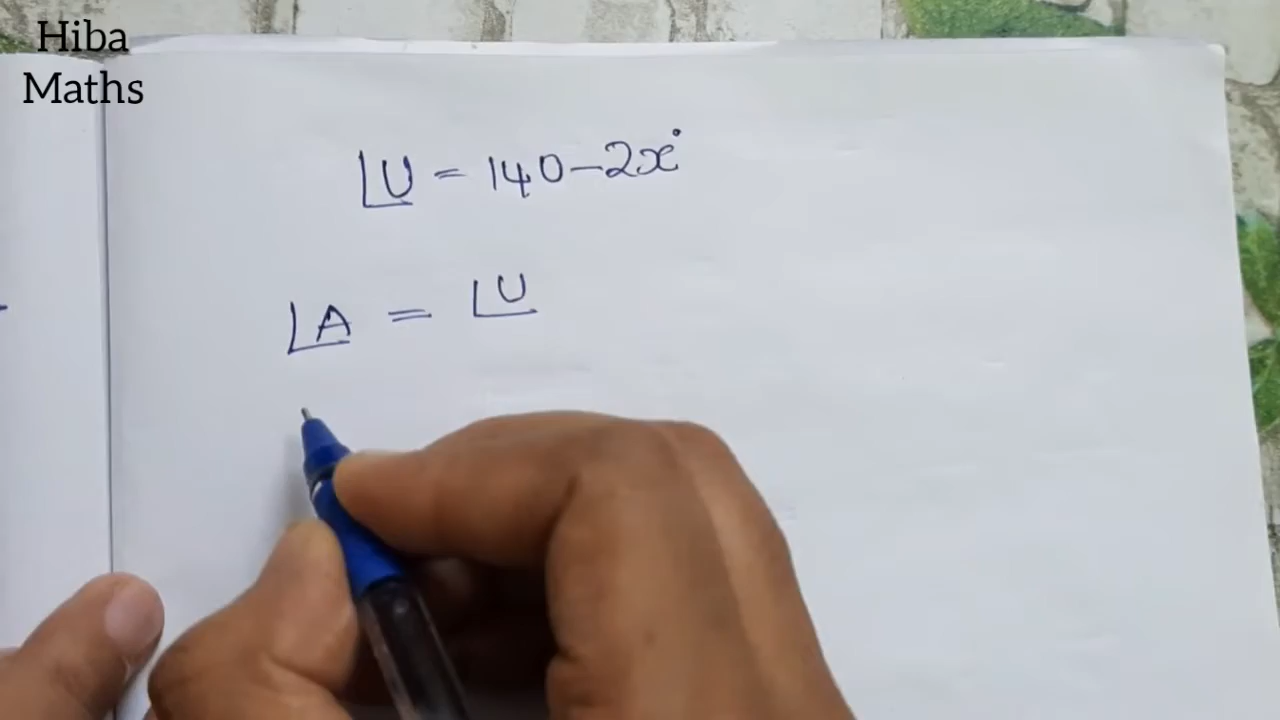 Hiba
Maths
∠U = 140-2x°
∠A = ∠U